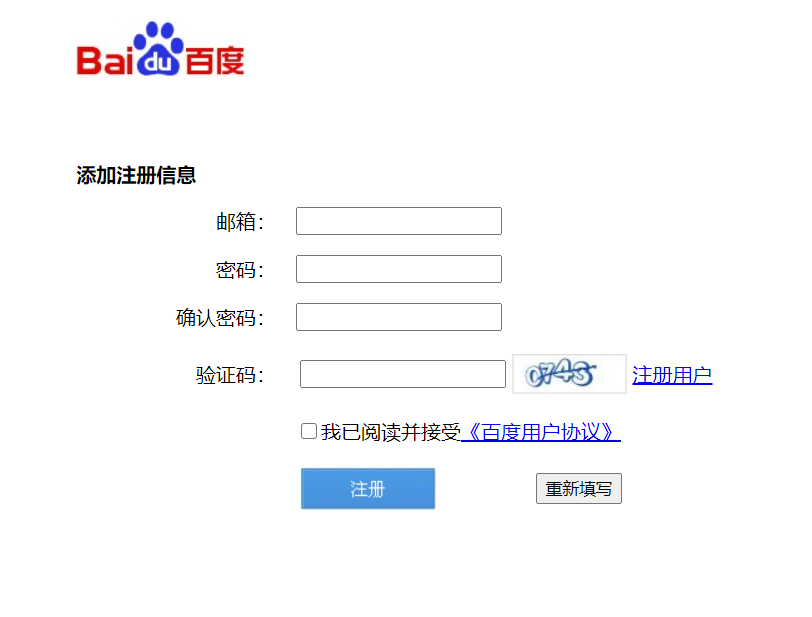 Bai du 百度
添加注册信息
邮箱：
密码：
确认密码：
验证码： 0743 注册用户
我已阅读并接受《百度用户协议》
注册 重新填写